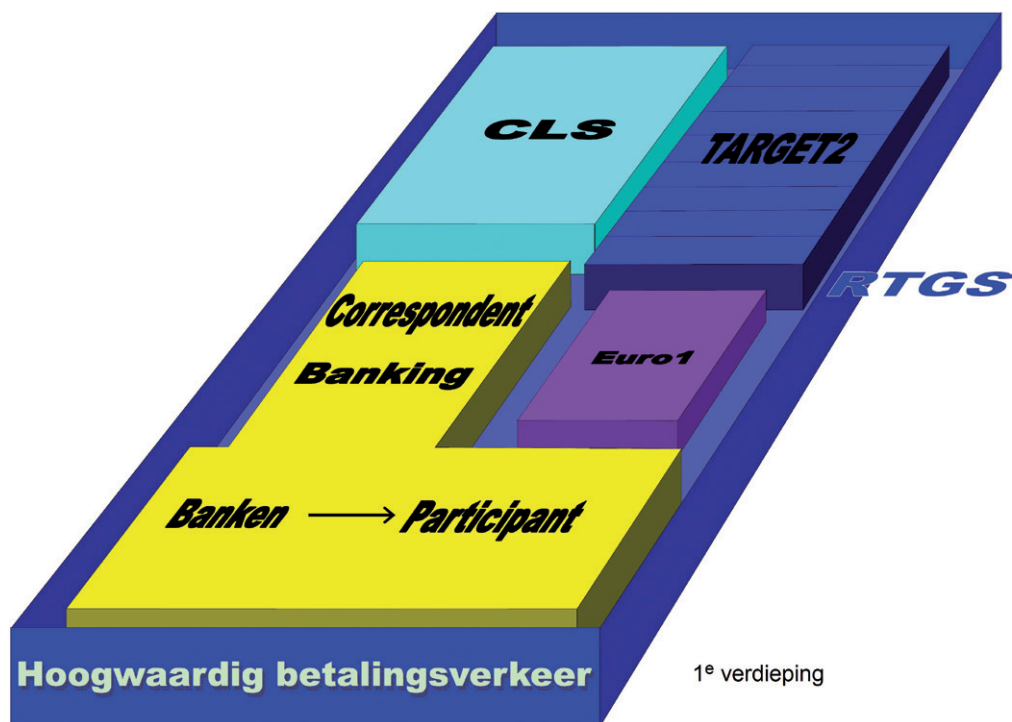 CLS
TARGET2
RTGS
Correspondent
Banking
Euro1
Banken → Participant
Hoogwaardig betalingsverkeer
1e verdieping